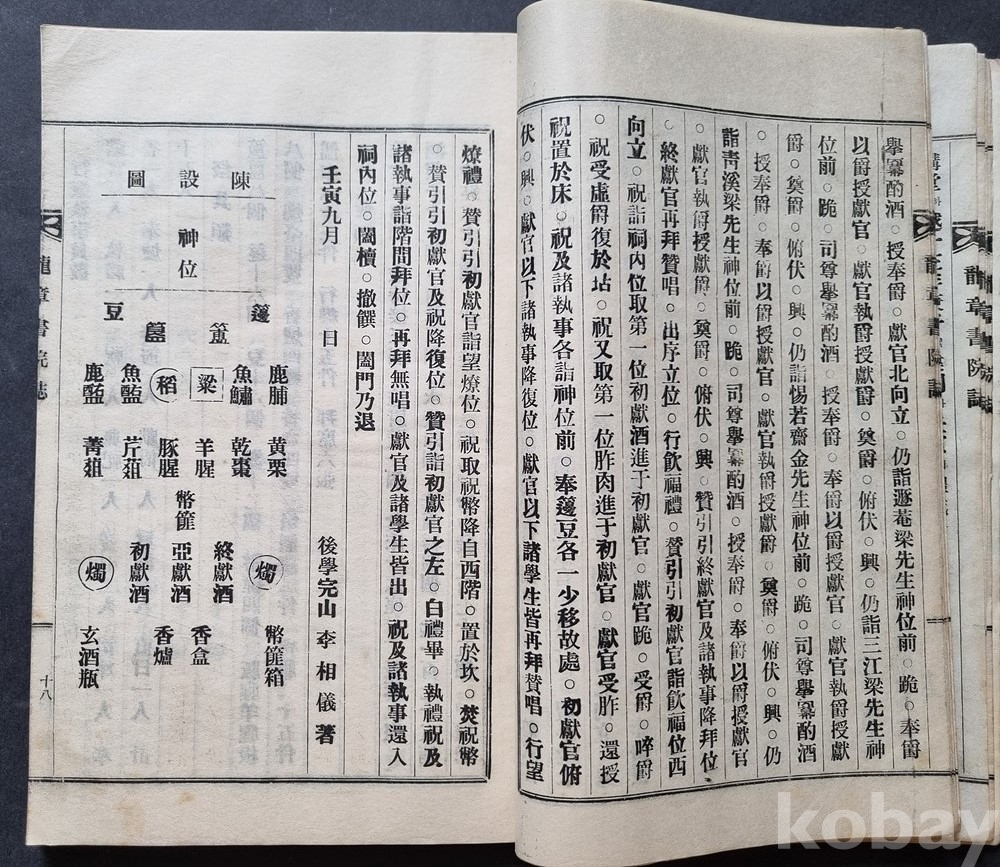 擧冪酌酒○授奉爵○獻官北向立○仍詣遯菴梁先生神位前○跪○奉爵
以爵授獻官○獻官執爵獻爵○奠爵○俯伏○興○仍詣三江梁先生神
位前○跪○司尊擧冪酌酒○授奉爵○奉爵以爵授獻官○獻官執爵獻
爵○奠爵○俯伏○興○仍詣惕若齋金先生神位前○跪○司尊擧冪酌酒
○授奉爵○奉爵以爵授獻官○獻官執爵獻爵○奠爵○俯伏○興○仍
詣靑溪梁先生神位前○跪○司尊擧冪酌酒○授奉爵○奉爵以爵授獻官
○獻官執爵授獻爵○奠爵○俯伏○興○贊引引終獻官及諸執事降拜位
○終獻官再拜贊唱○出序立位○行飮福禮○贊引引初獻官詣飮福位西
向立○祝詣祠內位取第一位初獻酒進于初獻官○獻官跪○受爵○啐爵
○祝受虛爵復於坫○祝又取第一位胙肉進于初獻官○獻官受胙○還授
祝置於床○祝及諸執事各詣神位前○奉籩豆各一少移故處○初獻官俯
伏○興○獻官以下諸執事降復位○獻官以下諸學生皆再拜贊唱○行望
燎禮○贊引引初獻官詣望燎位○祝取祝幣降自西階○置於坎○焚祝幣
○贊引引初獻官及祝降復位○贊引詣初獻官之左○白禮畢○執禮祝及
諸執事詣階間拜位○再拜無唱○獻官及諸學生皆出○祝及諸執事還入
祠內位○闔櫝○撤饌○闔門乃退
壬寅九月 日 後學完山 李相儀 著
陳設圖
神位
籩 簠 簋 豆
鹿脯 魚鱐 粱 稻 魚醢 鹿醢
黃栗 乾棗 羊腥 豚腥 芹菹 菁菹
幣篚
燭 終獻酒 亞獻酒 初獻酒 燭
幣篚箱 香盒 香爐 玄酒瓶
龍章書院誌
十八
龍章書院誌
kobay